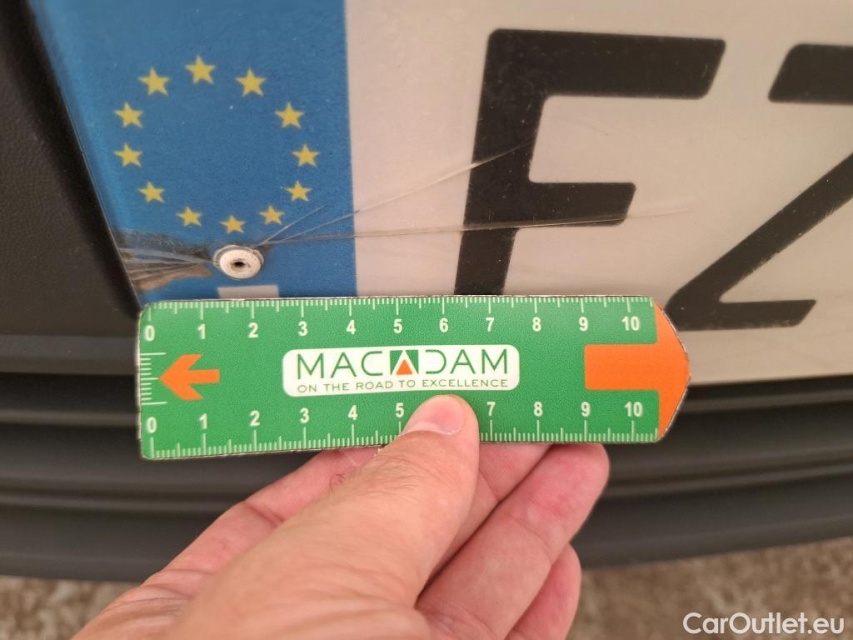 FZ
0 1 2 3 4 5 6 7 8 9 10
MACADAM
ON THE ROAD TO EXCELLENCE
0 1 2 3 4 5 7 8 9 10
CarOutlet.eu